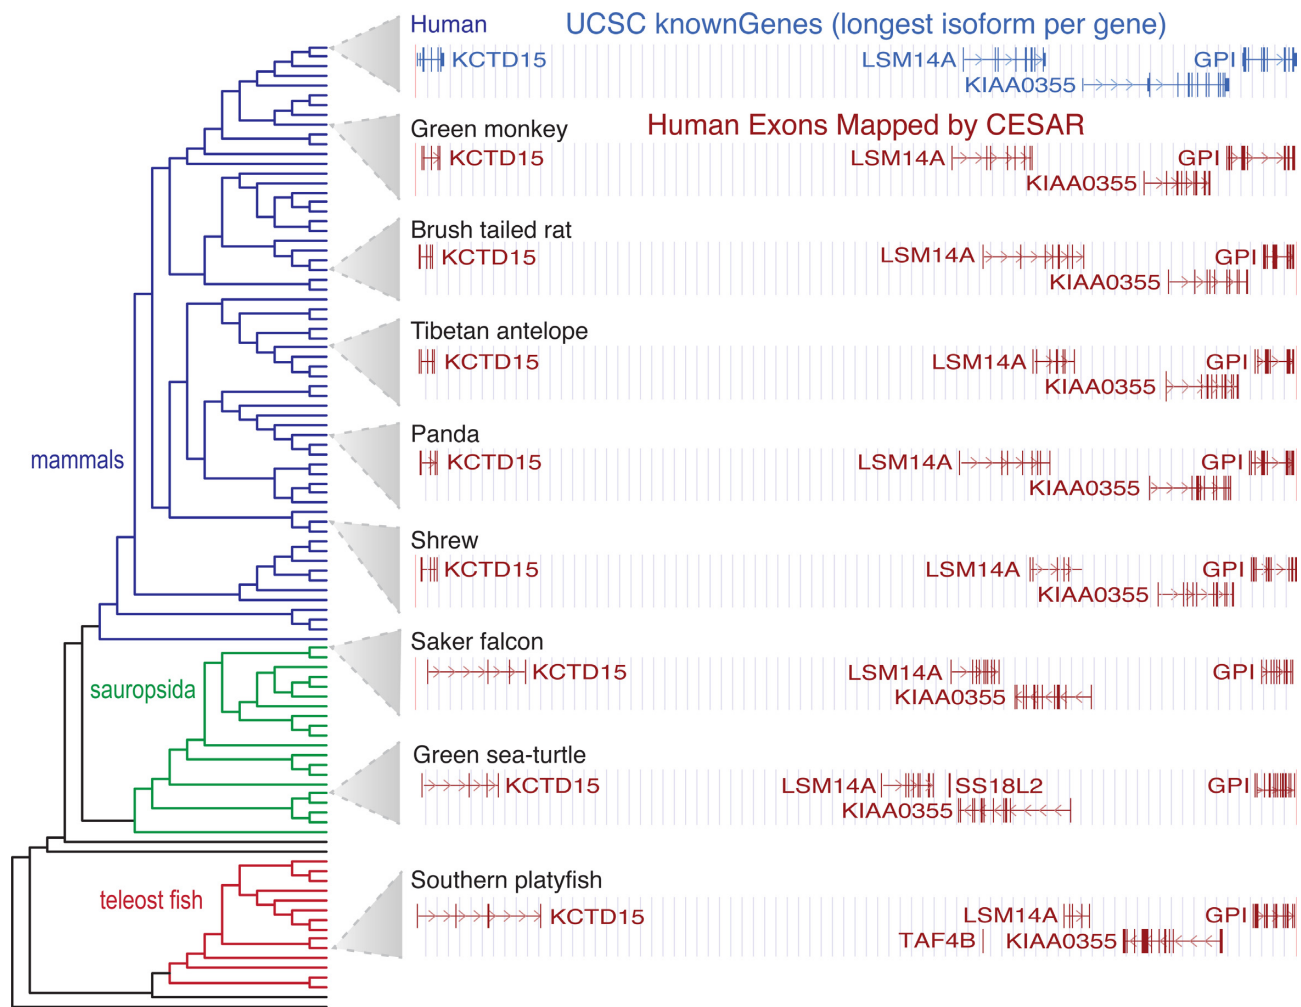 Human
UCSC knownGenes (longest isoform per gene)
KCTD15
LSM14A
GPI
KIAA0355
Green monkey
Human Exons Mapped by CESAR
KCTD15
LSM14A
GPI
KIAA0355
Brush tailed rat
KCTD15
LSM14A
GPI
KIAA0355
Tibetan antelope
KCTD15
LSM14A
GPI
KIAA0355
mammals
Panda
KCTD15
LSM14A
GPI
KIAA0355
Shrew
KCTD15
LSM14A
GPI
KIAA0355
Saker falcon
sauropsida
KCTD15
LSM14A
GPI
KIAA0355
Green sea-turtle
KCTD15
LSM14A
SS18L2
GPI
KIAA0355
teleost fish
Southern platyfish
KCTD15
LSM14A
GPI
TAF4B
KIAA0355